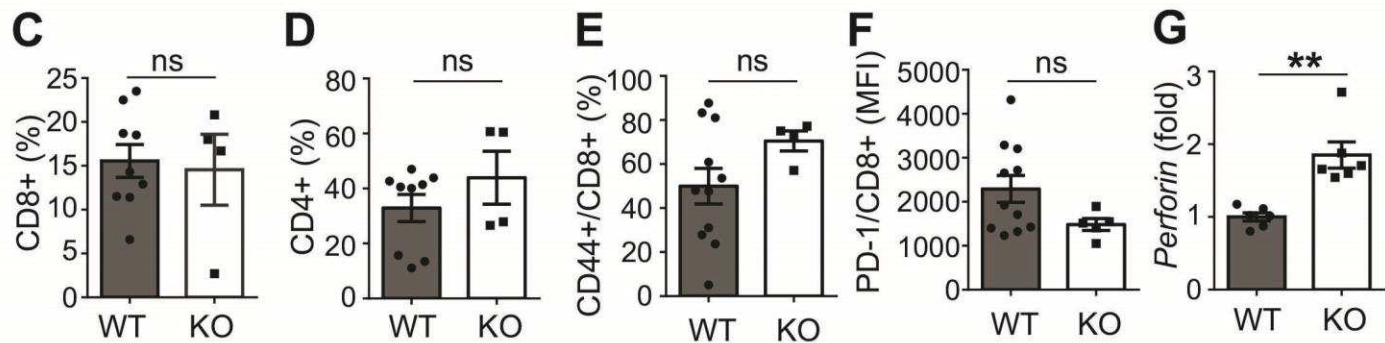 C
CD8+ (%)
ns
25
20
15
10
5
0
WT KO
D
CD4+ (%)
ns
80
60
40
20
0
WT KO
E
CD44+/CD8+ (%)
ns
100
80
60
40
20
0
WT KO
F
PD-1/CD8+ (MFI)
ns
5000
4000
3000
2000
1000
0
WT KO
G
Perforin (fold)
**
3
2
1
0
WT KO